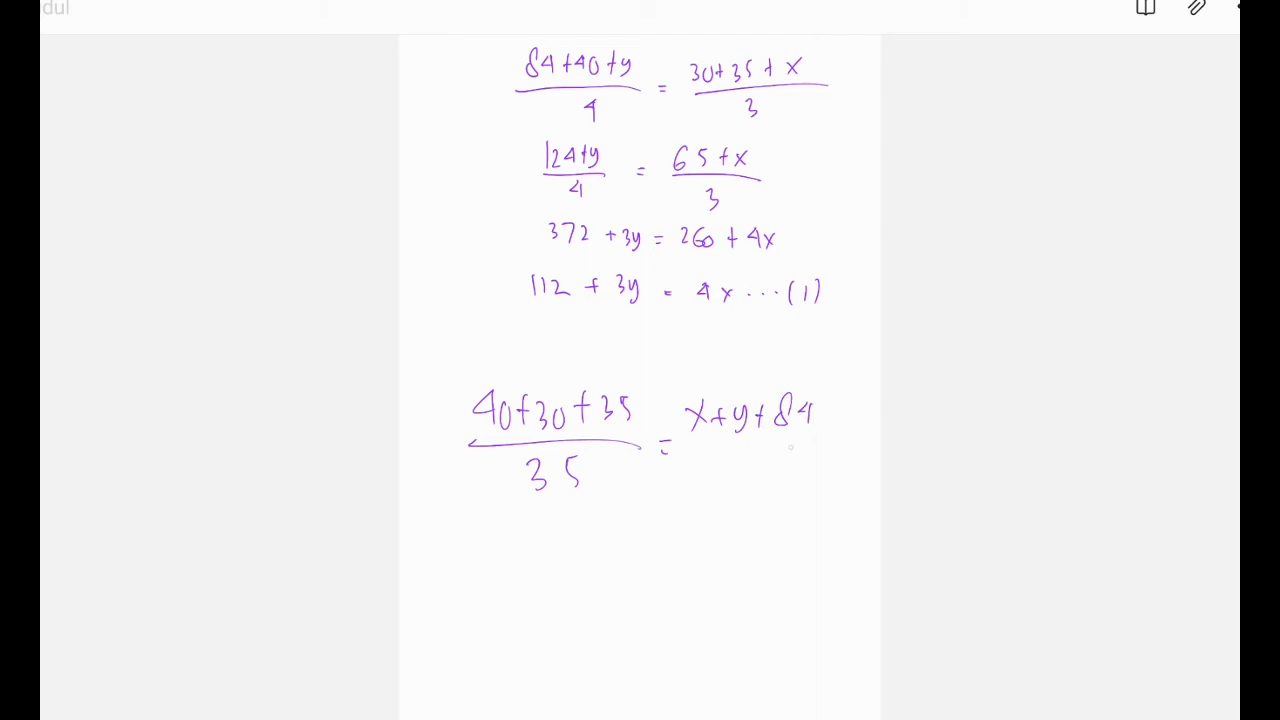 dul
84+40+y / 4 = 30+35+x / 3
124+y / 4 = 65+x / 3
372 +3y = 260 + 4x
112 + 3y = 4x ...(1)
40+30+35 / 35 = x+y+84